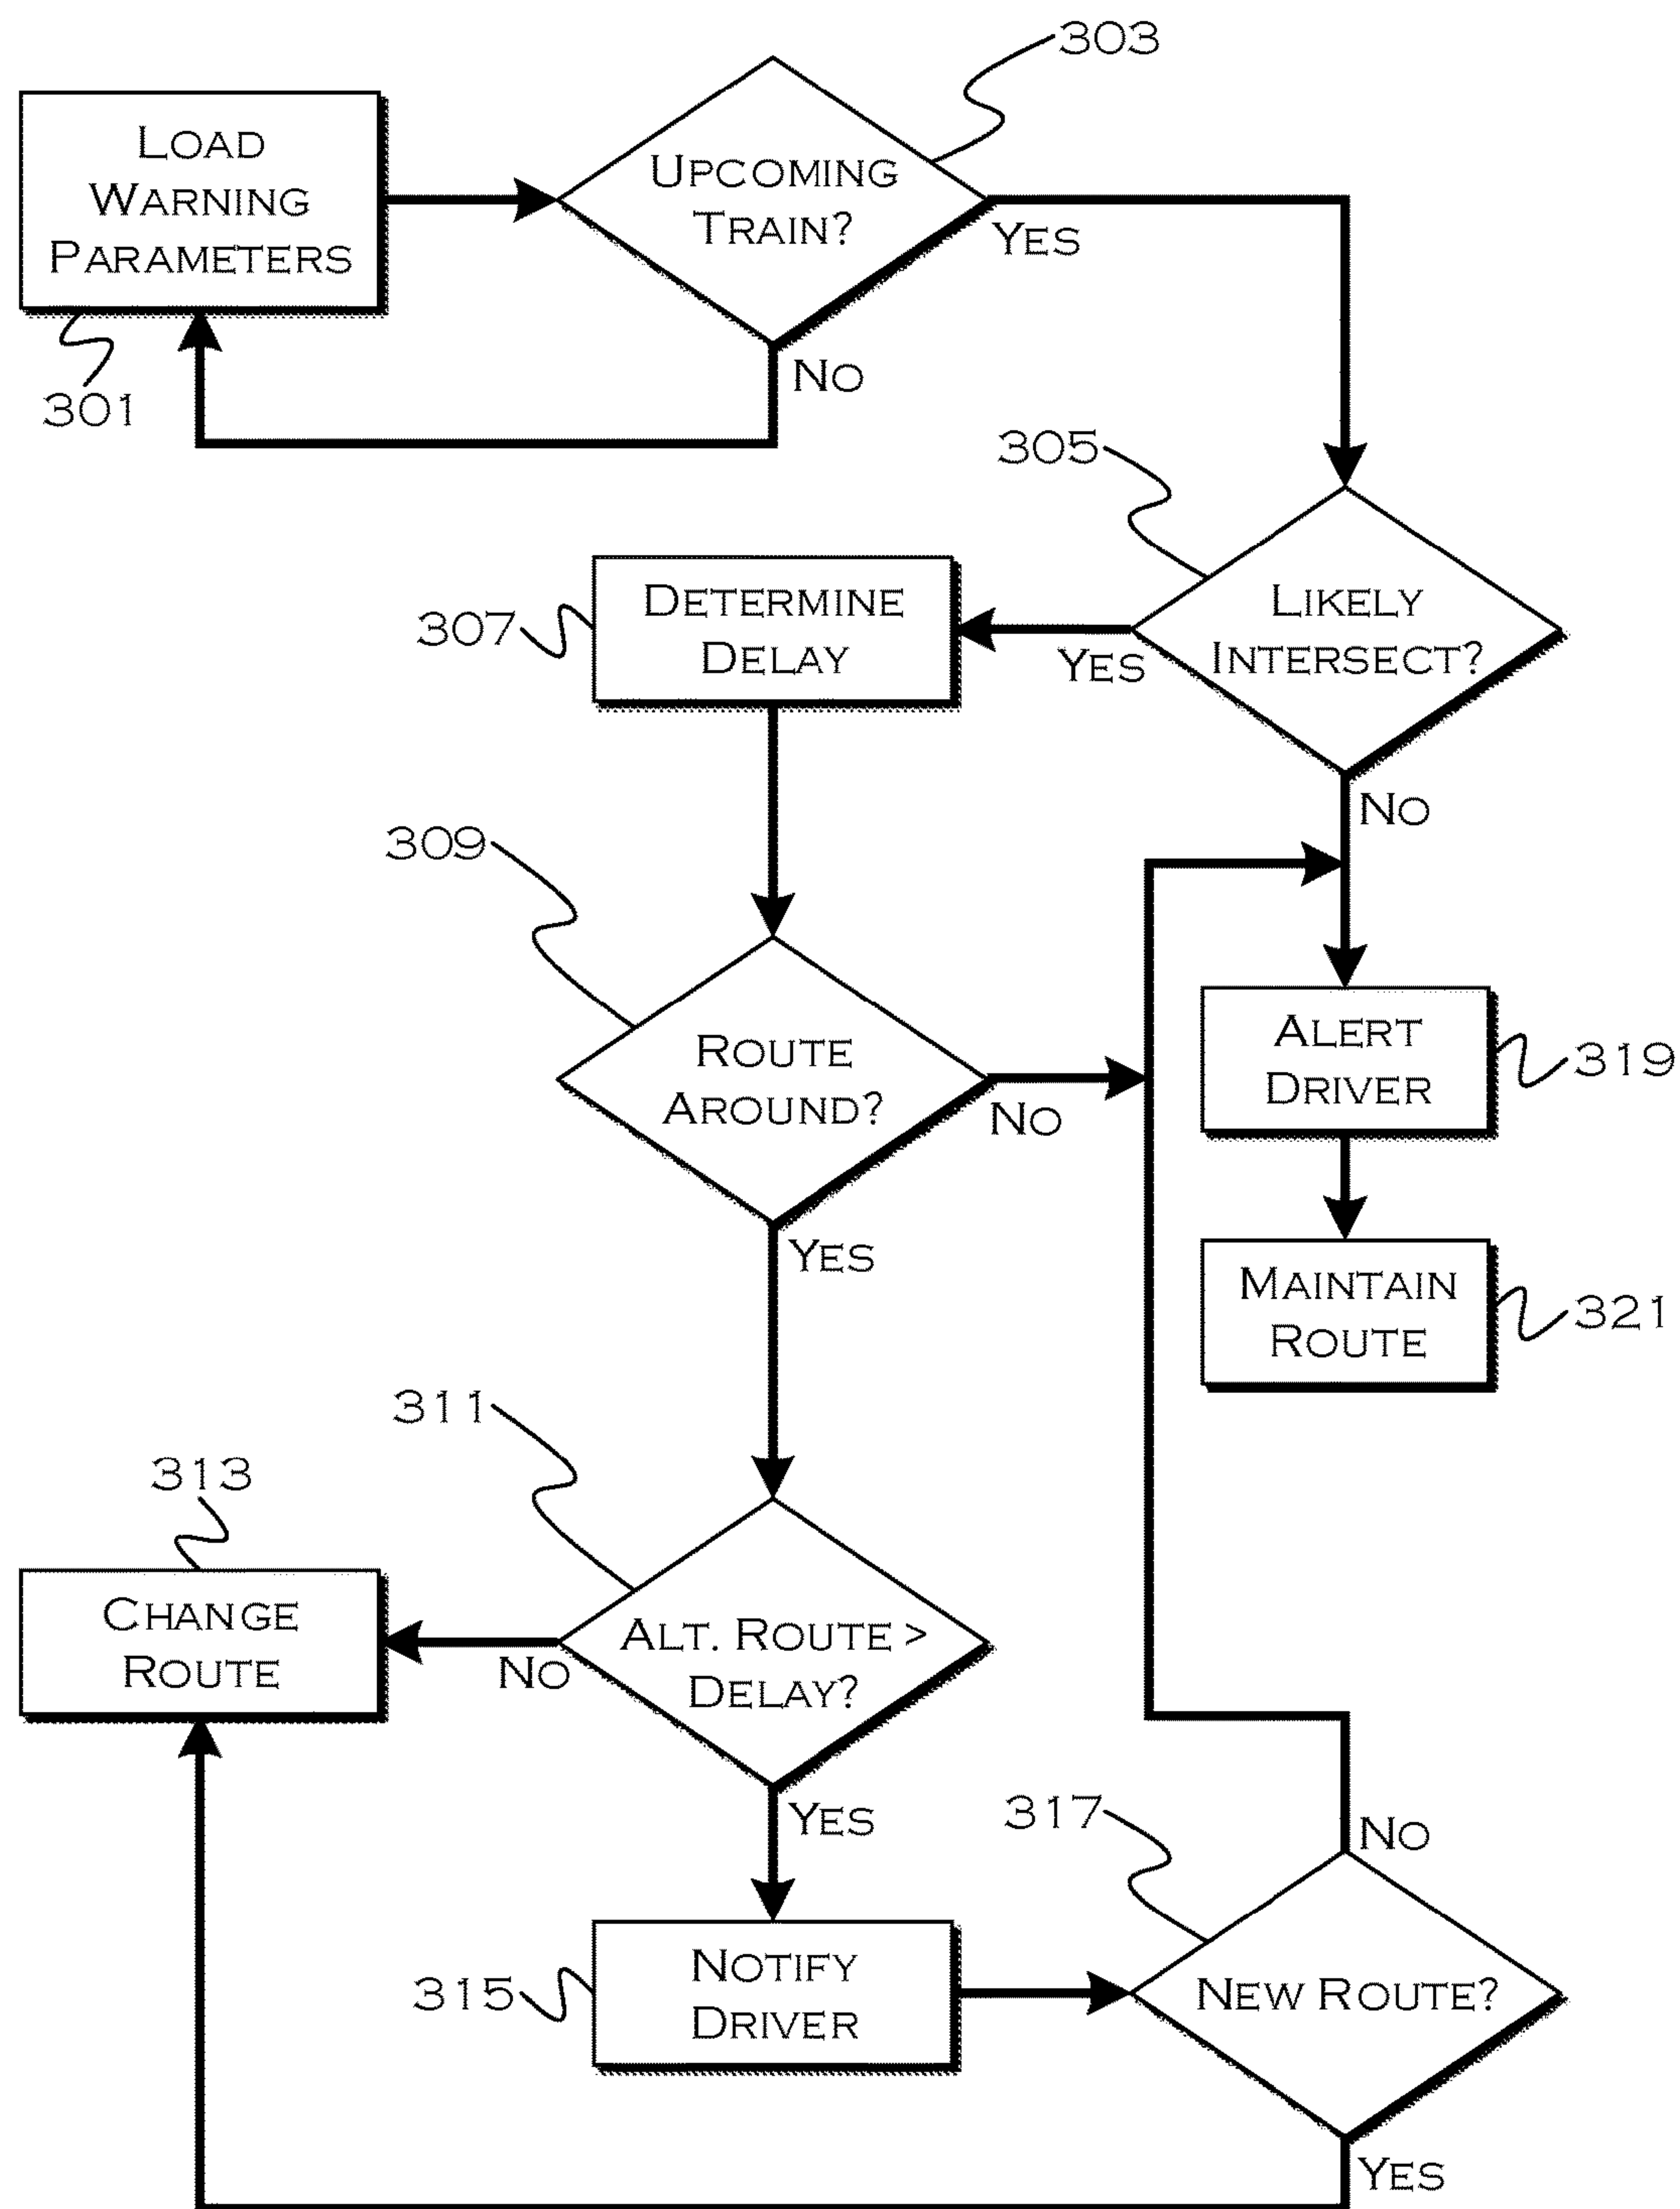 303
LOAD
WARNING
PARAMETERS
UPCOMING
TRAIN?
YES
NO
301
305
DETERMINE
DELAY
307
LIKELY
INTERSECT?
YES
NO
309
ROUTE
AROUND?
NO
ALERT
DRIVER
319
YES
MAINTAIN
ROUTE
321
311
313
CHANGE
ROUTE
ALT. ROUTE >
DELAY?
NO
YES
317
NO
NOTIFY
DRIVER
315
NEW ROUTE?
YES